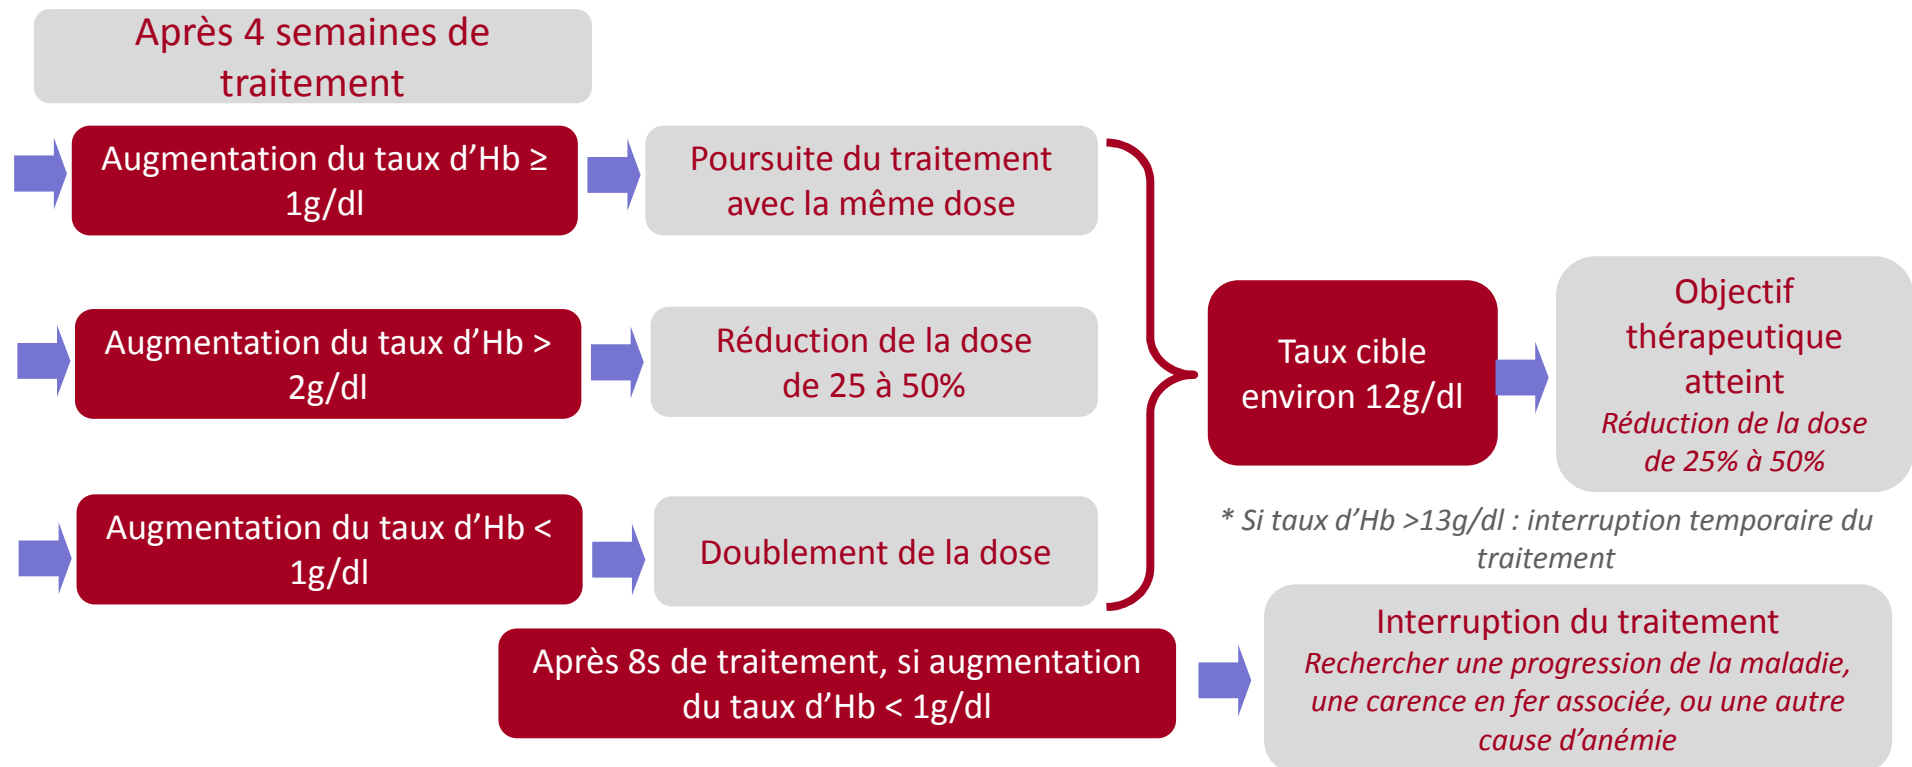 Après 4 semaines de
traitement
Augmentation du taux d’Hb ≥
1g/dl
Poursuite du traitement
avec la même dose
Augmentation du taux d’Hb >
2g/dl
Réduction de la dose
de 25 à 50%
Augmentation du taux d’Hb <
1g/dl
Doublement de la dose
Taux cible
environ 12g/dl
Objectif
thérapeutique
atteint
Réduction de la dose
de 25% à 50%
* Si taux d’Hb >13g/dl : interruption temporaire du
traitement
Après 8s de traitement, si augmentation
du taux d’Hb < 1g/dl
Interruption du traitement
Rechercher une progression de la maladie,
une carence en fer associée, ou une autre
cause d’anémie